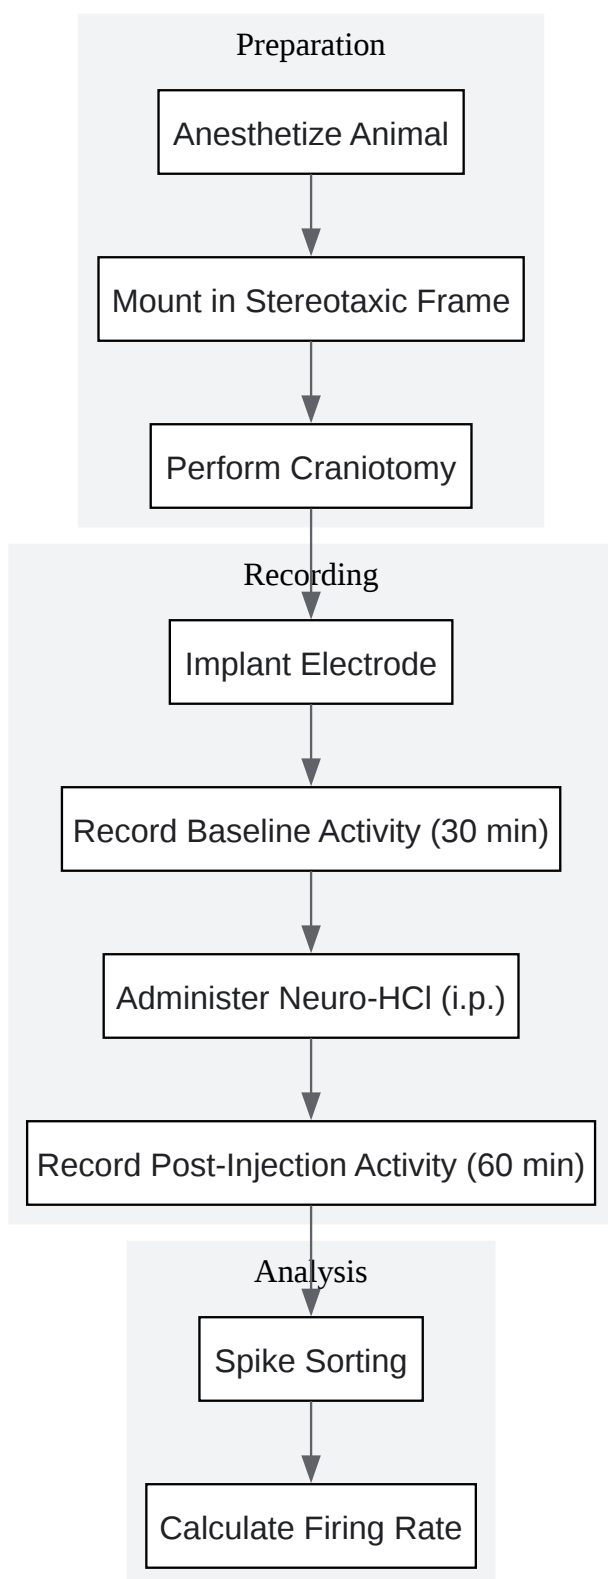 Preparation
Anesthetize Animal
Mount in Stereotaxic Frame
Perform Craniotomy
Recording
Implant Electrode
Record Baseline Activity (30 min)
Administer Neuro-HCl (i.p.)
Record Post-Injection Activity (60 min)
Analysis
Spike Sorting
Calculate Firing Rate